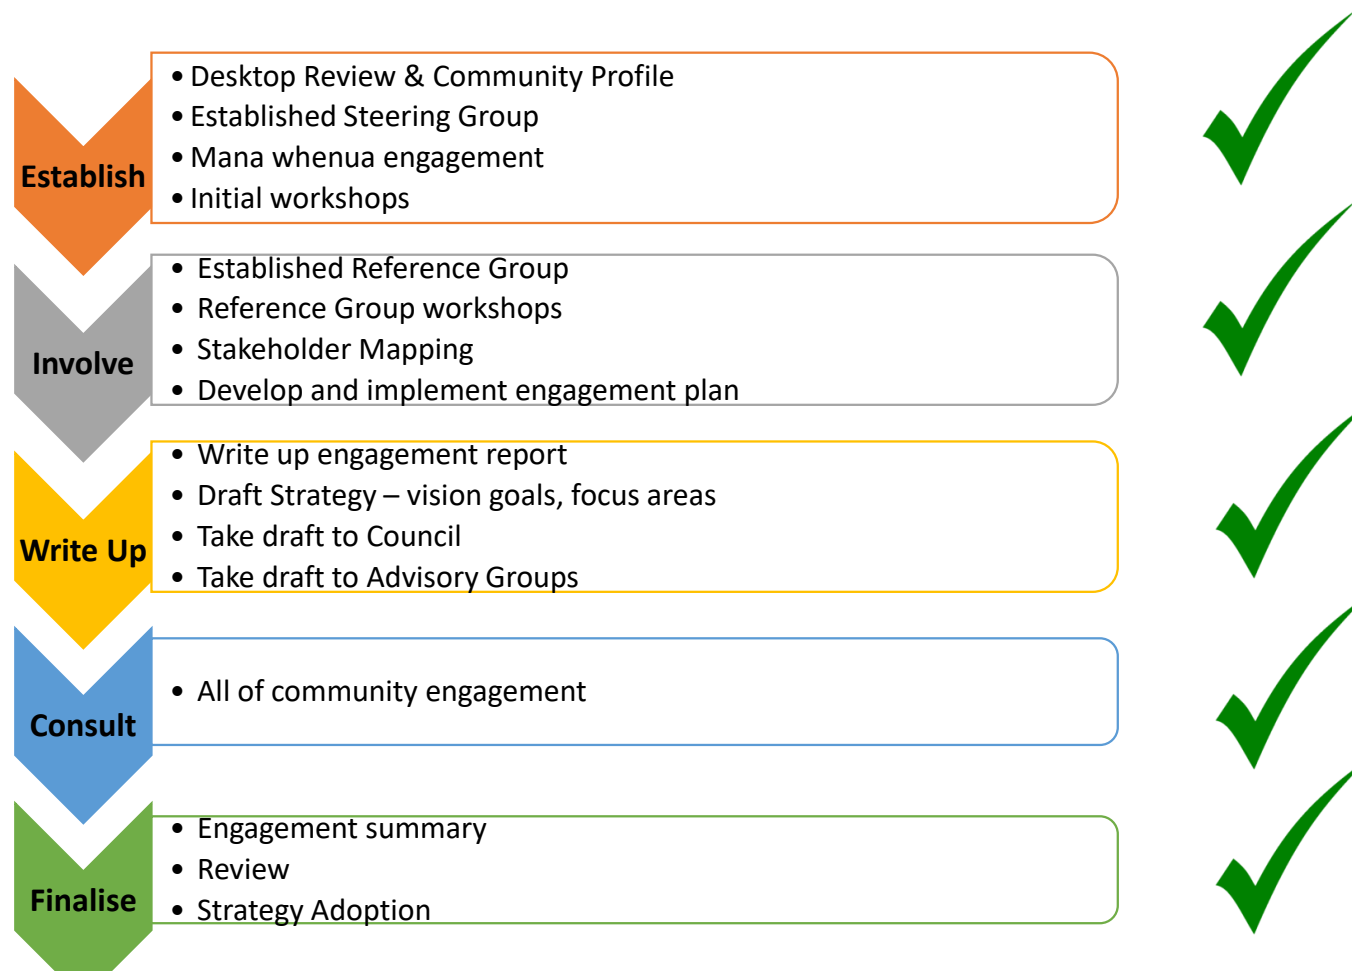 Establish
• Desktop Review & Community Profile
• Established Steering Group
• Mana whenua engagement
• Initial workshops
Involve
• Established Reference Group
• Reference Group workshops
• Stakeholder Mapping
• Develop and implement engagement plan
Write Up
• Write up engagement report
• Draft Strategy – vision goals, focus areas
• Take draft to Council
• Take draft to Advisory Groups
Consult
• All of community engagement
Finalise
• Engagement summary
• Review
• Strategy Adoption